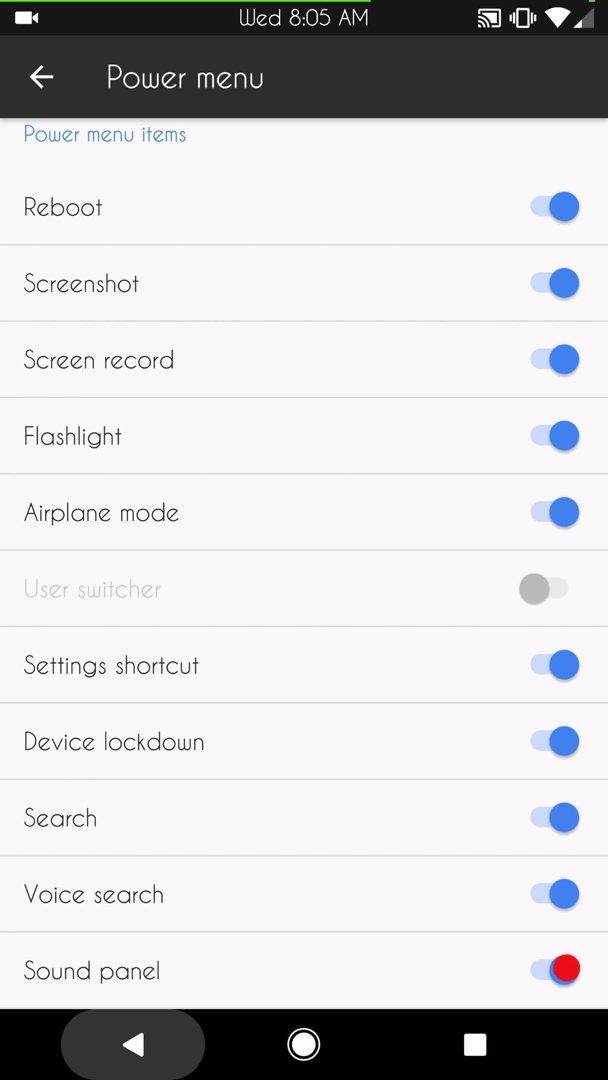 Wed 8:05 AM
Power menu
Power menu items
Reboot
Screenshot
Screen record
Flashlight
Airplane mode
User switcher
Settings shortcut
Device lockdown
Search
Voice search
Sound panel